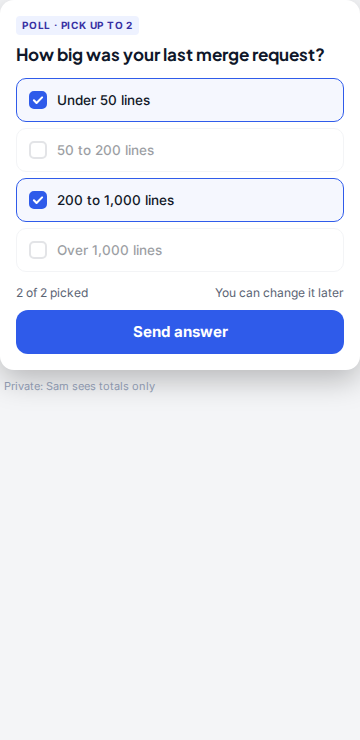 POLL · PICK UP TO 2
How big was your last merge request?
Under 50 lines
50 to 200 lines
200 to 1,000 lines
Over 1,000 lines
2 of 2 picked
You can change it later
Send answer
Private: Sam sees totals only